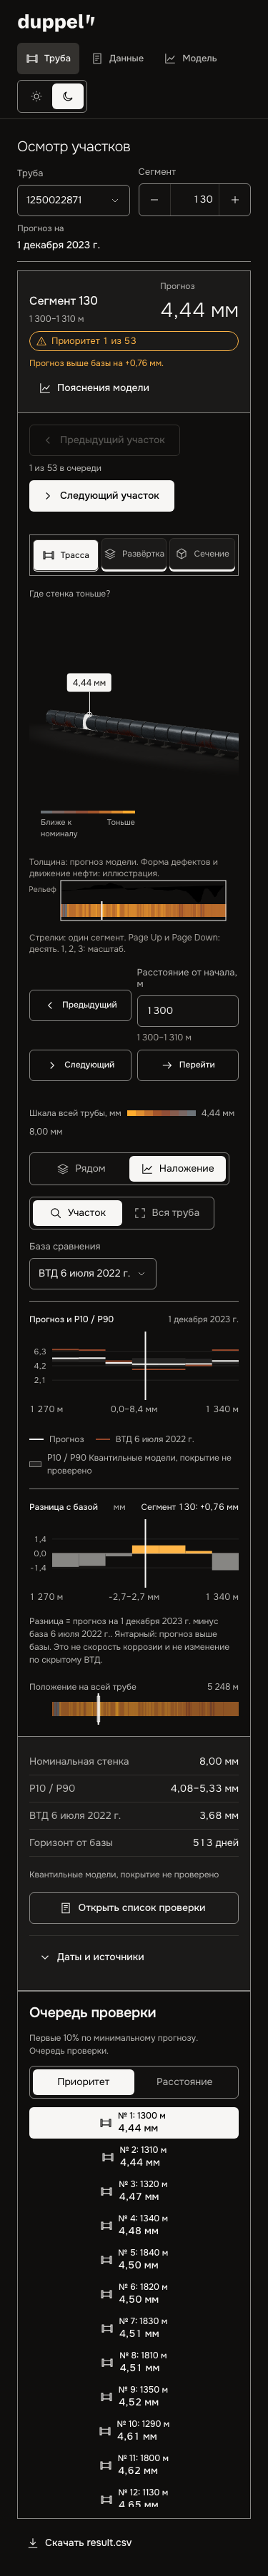 duppel
Труба
Данные
Модель
Осмотр участков
Труба
Сегмент
1250022871
130
Прогноз на
1 декабря 2023 г.
Прогноз
Сегмент 130
4,44 мм
1 300–1 310 м
Приоритет 1 из 53
Прогноз выше базы на +0,76 мм.
Пояснения модели
Предыдущий участок
1 из 53 в очереди
Следующий участок
Трасса
Развёртка
Сечение
Где стенка тоньше?
4,44 мм
Ближе к номиналу
Тоньше
Толщина: прогноз модели. Форма дефектов и
движение нефти: иллюстрация.
Рельеф
Стрелки: один сегмент. Page Up и Page Down:
десять. 1, 2, 3: масштаб.
Расстояние от начала,
м
Предыдущий
1 300
1 300–1 310 м
Следующий
Перейти
Шкала всей трубы, мм
4,44 мм
8,00 мм
Рядом
Наложение
Участок
Вся труба
База сравнения
ВТД 6 июля 2022 г.
Прогноз и P10 / P90
1 декабря 2023 г.
6,3
4,2
2,1
1 270 м
0,0–8,4 мм
1 340 м
Прогноз
ВТД 6 июля 2022 г.
P10 / P90 Квантильные модели, покрытие не
проверено
Разница с базой
мм
Сегмент 130: +0,76 мм
1,4
0,0
-1,4
1 270 м
-2,7–2,7 мм
1 340 м
Разница = прогноз на 1 декабря 2023 г. минус
база 6 июля 2022 г.. Янтарный: прогноз выше
базы. Это не скорость коррозии и не изменение
по скрытому ВТД.
Положение на всей трубе
5 248 м
Номинальная стенка
8,00 мм
P10 / P90
4,08–5,33 мм
ВТД 6 июля 2022 г.
3,68 мм
Горизонт от базы
513 дней
Квантильные модели, покрытие не проверено
Открыть список проверки
Даты и источники
Очередь проверки
Первые 10% по минимальному прогнозу.
Очередь проверки.
Приоритет
Расстояние
№ 1: 1300 м
4,44 мм
№ 2: 1310 м
4,44 мм
№ 3: 1320 м
4,47 мм
№ 4: 1340 м
4,48 мм
№ 5: 1840 м
4,50 мм
№ 6: 1820 м
4,50 мм
№ 7: 1830 м
4,51 мм
№ 8: 1810 м
4,51 мм
№ 9: 1350 м
4,52 мм
№ 10: 1290 м
4,61 мм
№ 11: 1800 м
4,62 мм
№ 12: 1130 м
4,65 мм
Скачать result.csv